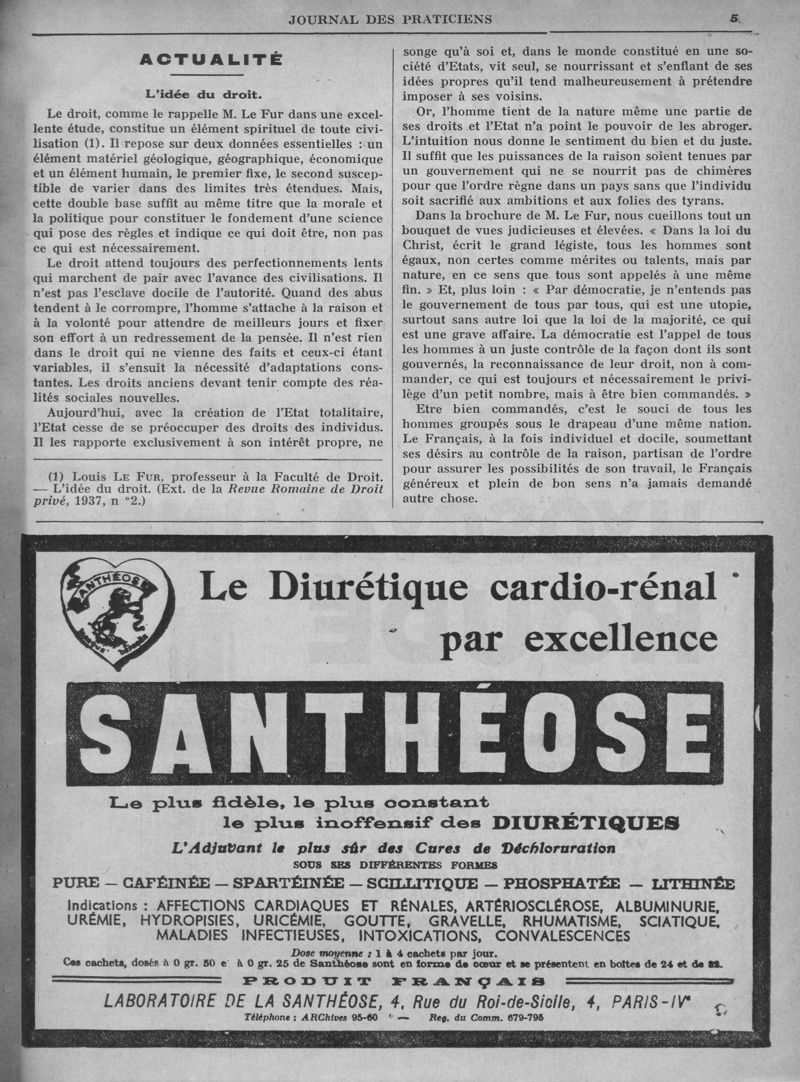 JOURNAL DES PRATICIENS 5
ACTUALITÉ
L'idée du droit.
Le droit, comme le rappelle M. Le Fur dans une excel-
lente étude, constitue un élément spirituel de toute civi-
lisation (1). Il repose sur deux données essentielles : un
élément matériel géologique, géographique, économique
et un élément humain, le premier fixe, le second suscep-
tible de varier dans des limites très étendues. Mais,
cette double base suffit au même titre que la morale et
la politique pour constituer le fondement d'une science
qui pose des règles et indique ce qui doit être, non pas
ce qui est nécessairement.
Le droit attend toujours des perfectionnements lents
qui marchent de pair avec l'avance des civilisations. Il
n'est pas l'esclave docile de l'autorité. Quand des abus
tendent à le corrompre, l'homme s'attache à la raison et
à la volonté pour attendre de meilleurs jours et fixer
son effort à un redressement de la pensée. Il n'est rien
dans le droit qui ne vienne des faits et ceux-ci étant
variables, il s'ensuit la nécessité d'adaptations cons-
tantes. Les droits anciens devant tenir compte des réa-
lités sociales nouvelles.
Aujourd'hui, avec la création de l'Etat totalitaire,
l'Etat cesse de se préoccuper des droits des individus.
Il les rapporte exclusivement à son intérêt propre, ne
(1) Louis LE FUR, professeur à la Faculté de Droit.
— L'idée du droit. (Ext. de la Revue Romaine de Droit
privé, 1937, n °2.)
songe qu'à soi et, dans le monde constitué en une so-
ciété d'Etats, vit seul, se nourrissant et s'enflant de ses
idées propres qu'il tend malheureusement à prétendre
imposer à ses voisins.
Or, l'homme tient de la nature même une partie de
ses droits et l'Etat n'a point le pouvoir de les abroger.
L'intuition nous donne le sentiment du bien et du juste.
Il suffit que les puissances de la raison soient tenues par
un gouvernement qui ne se nourrit pas de chimères
pour que l'ordre règne dans un pays sans que l'individu
soit sacrifié aux ambitions et aux folies des tyrans.
Dans la brochure de M. Le Fur, nous cueillons tout un
bouquet de vues judicieuses et élevées. « Dans la loi du
Christ, écrit le grand légiste, tous les hommes sont
égaux, non certes comme mérites ou talents, mais par
nature, en ce sens que tous sont appelés à une même
fin. » Et, plus loin : « Par démocratie, je n'entends pas
le gouvernement de tous par tous, qui est une utopie,
surtout sans autre loi que la loi de la majorité, ce qui
est une grave affaire. La démocratie est l'appel de tous
les hommes à un juste contrôle de la façon dont ils sont
gouvernés, la reconnaissance de leur droit, non à com-
mander, ce qui est toujours et nécessairement le privi-
lège d'un petit nombre, mais à être bien commandés. »
Etre bien commandés, c'est le souci de tous les
hommes groupés sous le drapeau d'une même nation.
Le Français, à la fois individuel et docile, soumettant
ses désirs au contrôle de la raison, partisan de l'ordre
pour assurer les possibilités de son travail, le Français
généreux et plein de bon sens n'a jamais demandé
autre chose.
SANTHÉOSE
Le Diurétique cardio-rénal
par excellence
SANTHÉOSE
Le plus fidèle, le plus constant
le plus inoffensif des DIURÉTIQUES
L'Adjuvant le plus sûr des Cures de Déchloruration
SOUS SES DIFFÉRENTES FORMES
PURE — CAFÉINÉE — SPARTÉINÉE — SCILLITIQUE — PHOSPHATÉE — LITHINÉE
Indications : AFFECTIONS CARDIAQUES ET RÉNALES, ARTÉRIOSCLÉROSE, ALBUMINURIE,
URÉMIE, HYDROPISIES, URICÉMIE, GOUTTE, GRAVELLE, RHUMATISME, SCIATIQUE,
MALADIES INFECTIEUSES, INTOXICATIONS, CONVALESCENCES
Dose moyenne : 1 à 4 cachets par jour.
Ces cachets, dosés à 0 gr. 50 e à 0 gr. 25 de Santhéose sont en forme de cœur et se présentent en boîtes de 24 et de
PRODUIT FRANÇAIS
LABORATOIRE DE LA SANTHÉOSE, 4, Rue du Roi-de-Sicile, 4, PARIS-IVe
Téléphone : ARChives 95-60 — Reg. du Comm. 679-795